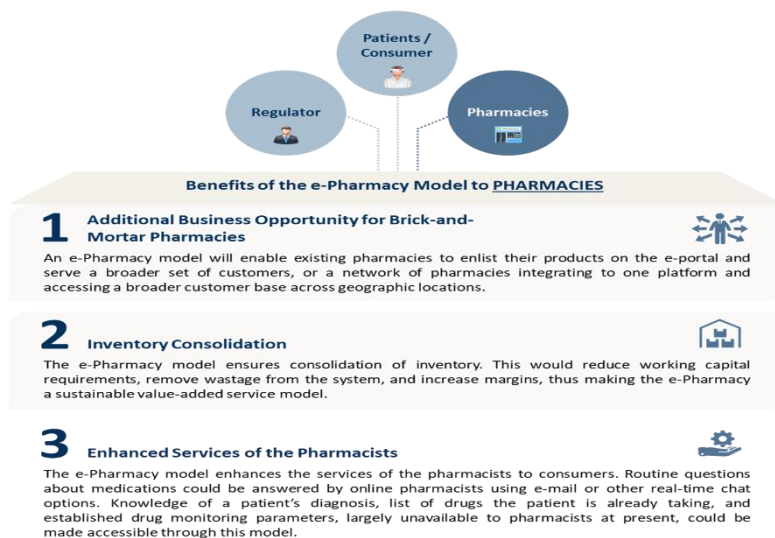 Patients /
Consumer
Regulator
Pharmacies
Benefits of the e-Pharmacy Model to PHARMACIES
1 Additional Business Opportunity for Brick-and-
Mortar Pharmacies
An e-Pharmacy model will enable existing pharmacies to enlist their products on the e-portal and
serve a broader set of customers, or a network of pharmacies integrating to one platform and
accessing a broader customer base across geographic locations.
2 Inventory Consolidation
The e-Pharmacy model ensures consolidation of inventory. This would reduce working capital
requirements, remove wastage from the system, and increase margins, thus making the e-Pharmacy
a sustainable value-added service model.
3 Enhanced Services of the Pharmacists
The e-Pharmacy model enhances the services of the pharmacists to consumers. Routine questions
about medications could be answered by online pharmacists using e-mail or other real-time chat
options. Knowledge of a patient's diagnosis, list of drugs the patient is already taking, and
established drug monitoring parameters, largely unavailable to pharmacists at present, could be
made accessible through this model.